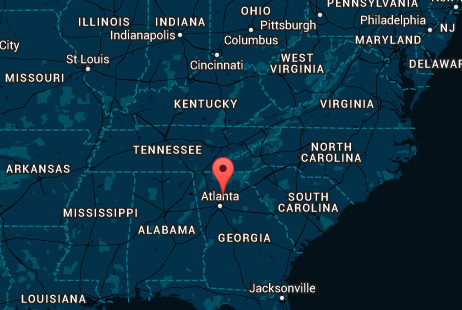 PENNSYLVANIA
OHIO
ILLINOIS
INDIANA
Pittsburgh
Philadelphia
Indianapolis
Columbus
NJ
City
MARYLAND
St Louis
Cincinnati
WEST
VIRGINIA
DELAWAR
MISSOURI
KENTUCKY
VIRGINIA
TENNESSEE
NORTH
CAROLINA
ARKANSAS
Atlanta
SOUTH
CAROLINA
MISSISSIPPI
ALABAMA
GEORGIA
Jacksonville
LOUISIANA